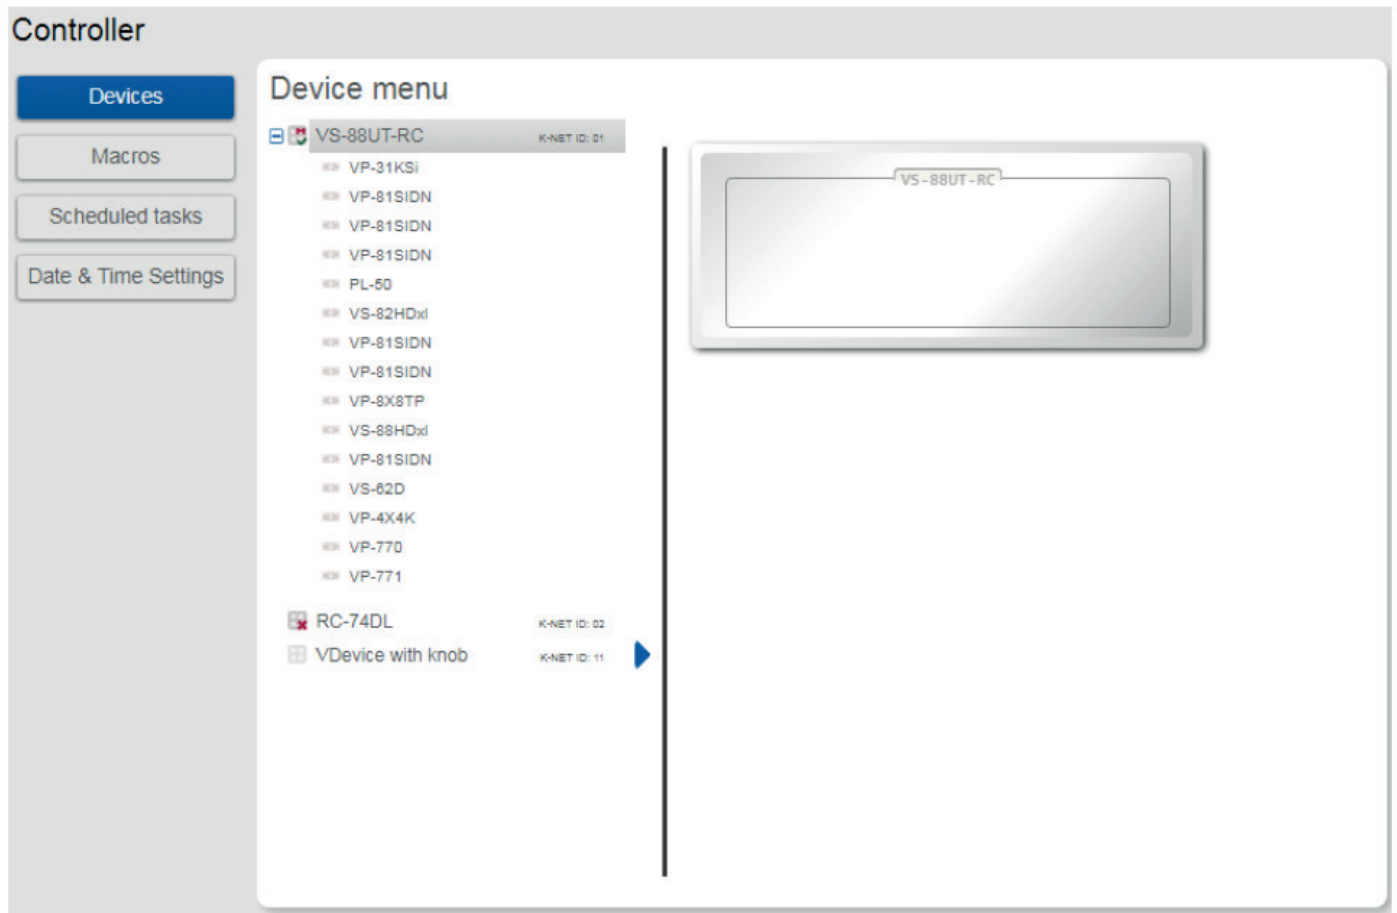 Controller
Devices
Macros
Scheduled tasks
Date & Time Settings
Device menu
VS-88UT-RC K-NET ID: 01
VP-31KSi
VP-81SIDN
VP-81SIDN
VP-81SIDN
PL-50
VS-82HDxl
VP-81SIDN
VP-81SIDN
VP-8X8TP
VS-88HDxl
VP-81SIDN
VS-62D
VP-4X4K
VP-770
VP-771
RC-74DL K-NET ID: 02
VDevice with knob K-NET ID: 11
VS-88UT-RC